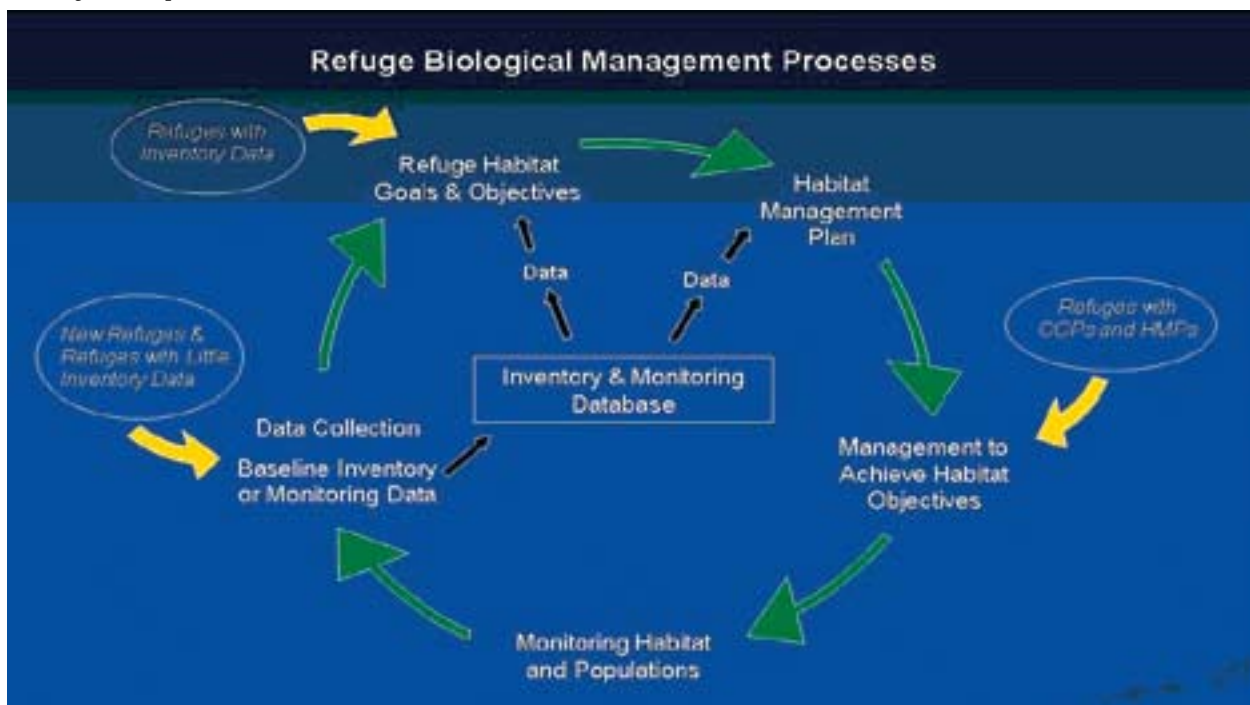 Refuge Biological Management Processes
Refuges with
Inventory Data
Refuge Habitat
Goals & Objectives
Habitat
Management
Plan
Data
Data
Refuges with
CCPs and HMPs
New Refuges &
Refuges with Little
Inventory Data
Inventory & Monitoring
Database
Data Collection
Baseline Inventory
or Monitoring Data
Management to
Achieve Habitat
Objectives
Monitoring Habitat
and Populations